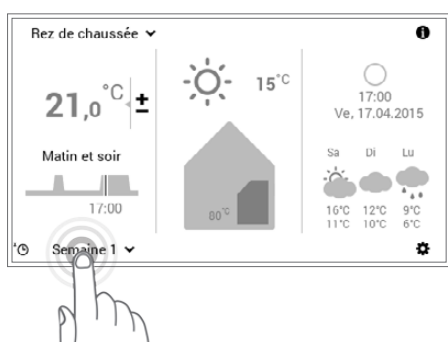 Rez de chaussée
21,0 °C ±
Matin et soir
17:00
Semaine 1
15°C
80°C
17:00
Ve, 17.04.2015
Sa Di Lu
16°C 12°C 9°C
11°C 10°C 6°C